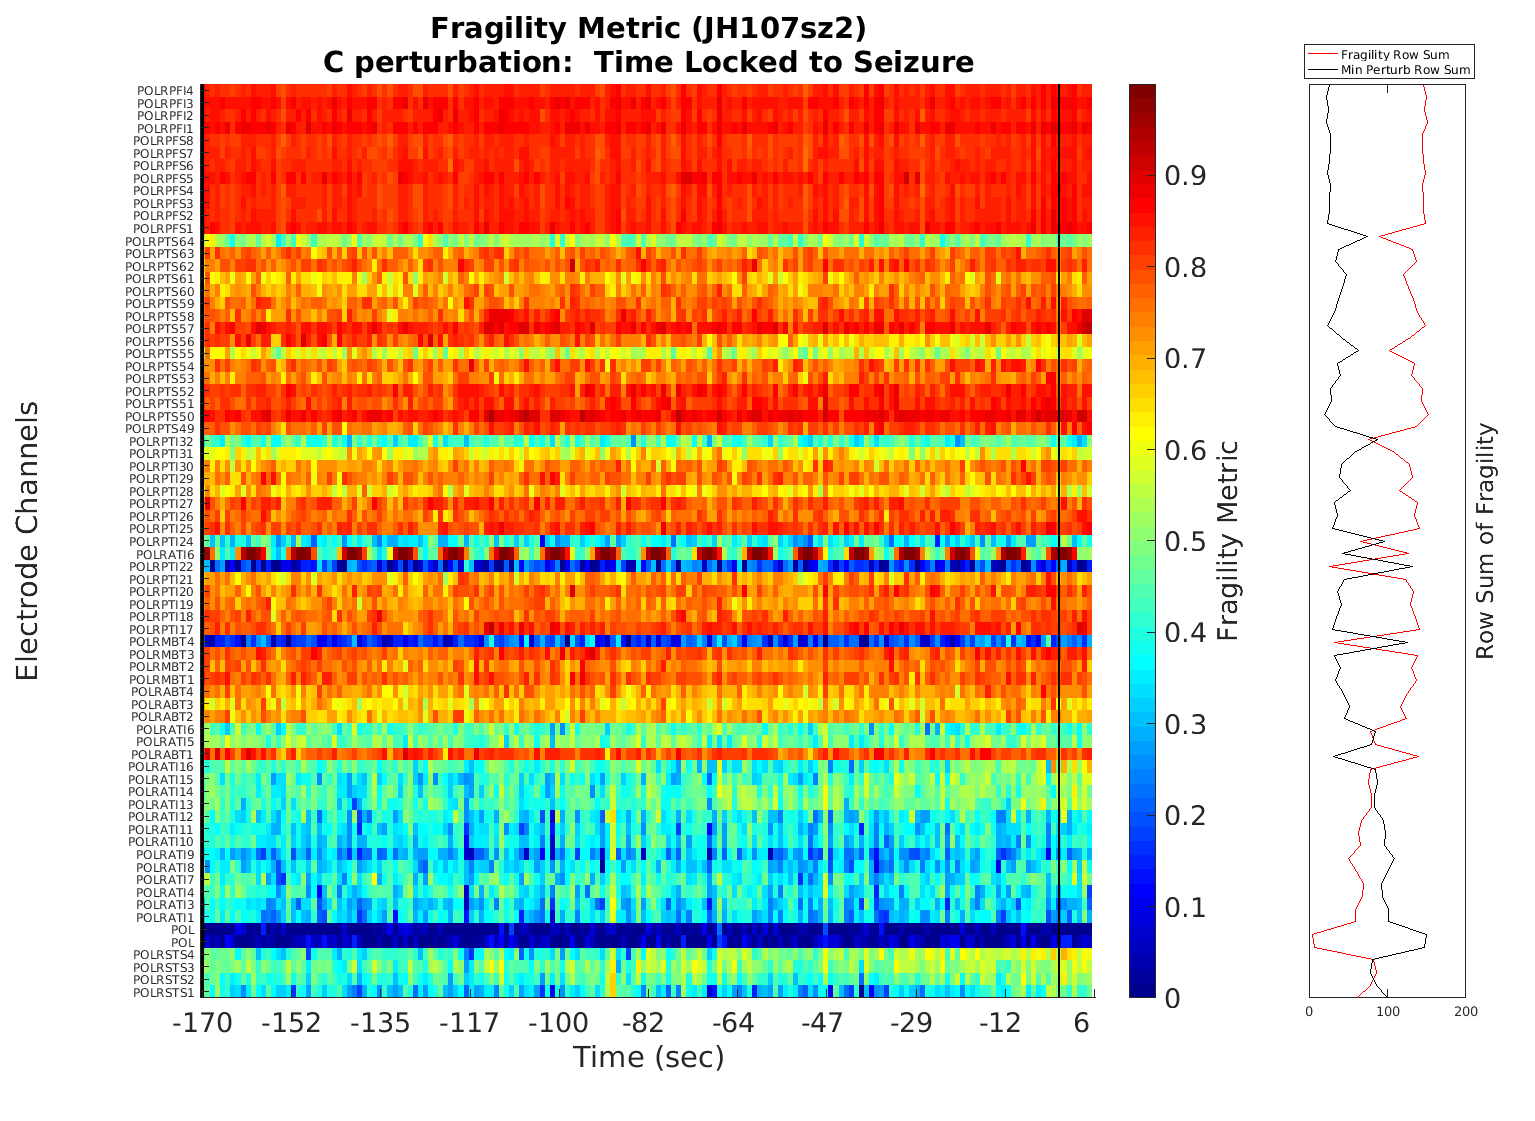 Fragility Metric (JH107sz2)
C perturbation:  Time Locked to Seizure
Electrode Channels
POLRPFI4
POLRPFI3
POLRPFI2
POLRPFI1
POLRPFS8
POLRPFS7
POLRPFS6
POLRPFS5
POLRPFS4
POLRPFS3
POLRPFS2
POLRPFS1
POLRPTS64
POLRPTS63
POLRPTS62
POLRPTS61
POLRPTS60
POLRPTS59
POLRPTS58
POLRPTS57
POLRPTS56
POLRPTS55
POLRPTS54
POLRPTS53
POLRPTS52
POLRPTS51
POLRPTS50
POLRPTS49
POLRPTI32
POLRPTI31
POLRPTI30
POLRPTI29
POLRPTI28
POLRPTI27
POLRPTI26
POLRPTI25
POLRPTI24
POLRATI6
POLRPTI22
POLRPTI21
POLRPTI20
POLRPTI19
POLRPTI18
POLRPTI17
POLRMBT4
POLRMBT3
POLRMBT2
POLRMBT1
POLRABT4
POLRABT3
POLRABT2
POLRATI6
POLRATI5
POLRABT1
POLRATI16
POLRATI15
POLRATI14
POLRATI13
POLRATI12
POLRATI11
POLRATI10
POLRATI9
POLRATI8
POLRATI7
POLRATI4
POLRATI3
POLRATI1
POL
POL
POLRSTS4
POLRSTS3
POLRSTS2
POLRSTS1
-170 -152 -135 -117 -100 -82 -64 -47 -29 -12 6
Time (sec)
0.9
0.8
0.7
0.6
0.5
0.4
0.3
0.2
0.1
0
Fragility Metric
Fragility Row Sum
Min Perturb Row Sum
0 100 200
Row Sum of Fragility